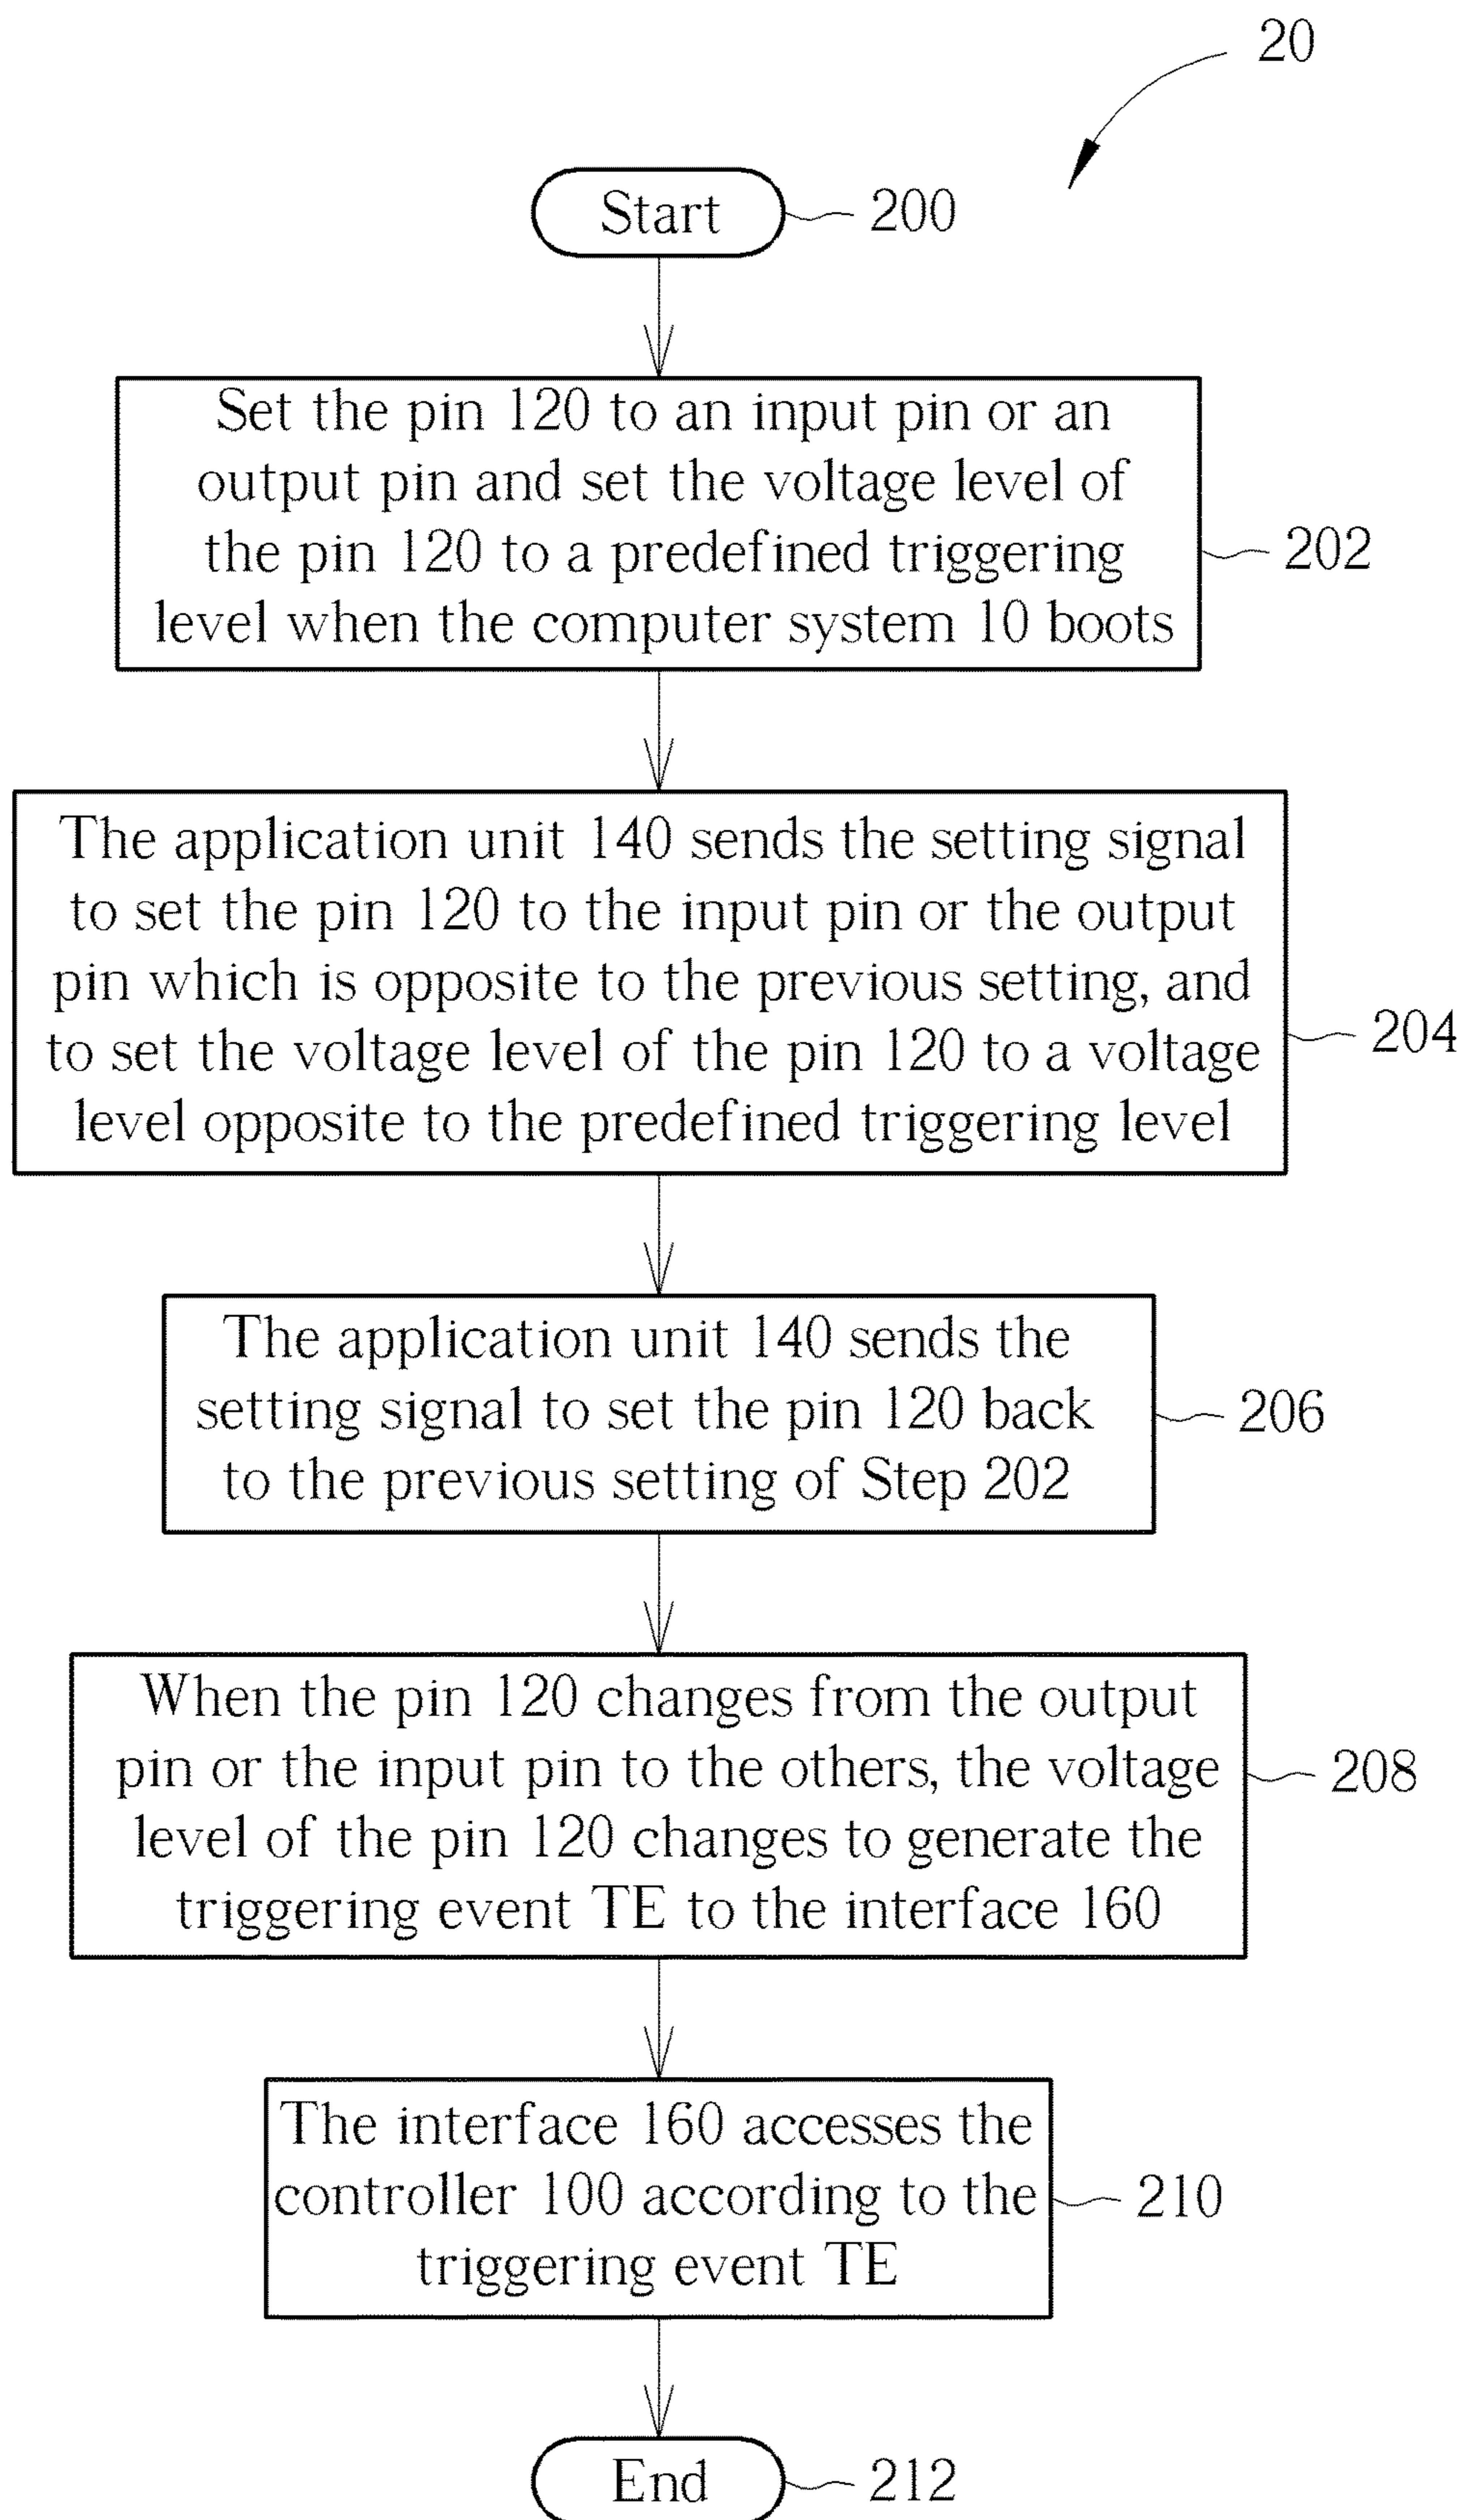 20
Start
200
Set the pin 120 to an input pin or an
output pin and set the voltage level of
the pin 120 to a predefined triggering
level when the computer system 10 boots
202
The application unit 140 sends the setting signal
to set the pin 120 to the input pin or the output
pin which is opposite to the previous setting, and
to set the voltage level of the pin 120 to a voltage
level opposite to the predefined triggering level
204
The application unit 140 sends the
setting signal to set the pin 120 back
to the previous setting of Step 202
206
When the pin 120 changes from the output
pin or the input pin to the others, the voltage
level of the pin 120 changes to generate the
triggering event TE to the interface 160
208
The interface 160 accesses the
controller 100 according to the
triggering event TE
210
End
212